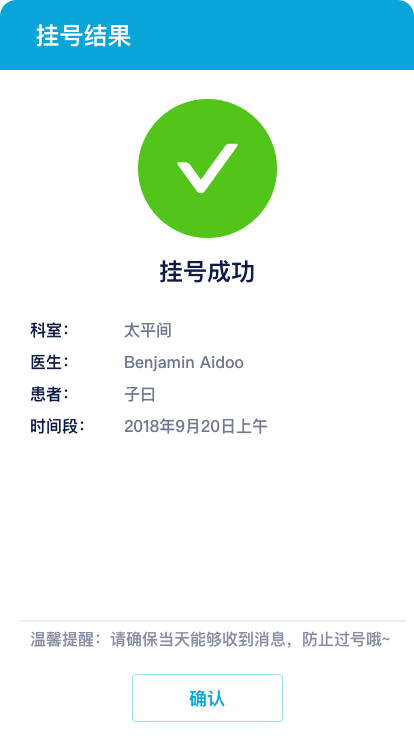 挂号结果
挂号成功
科室： 太平间
医生： Benjamin Aidoo
患者： 子曰
时间段： 2018年9月20日上午
温馨提醒：请确保当天能够收到消息，防止过号哦~
确认